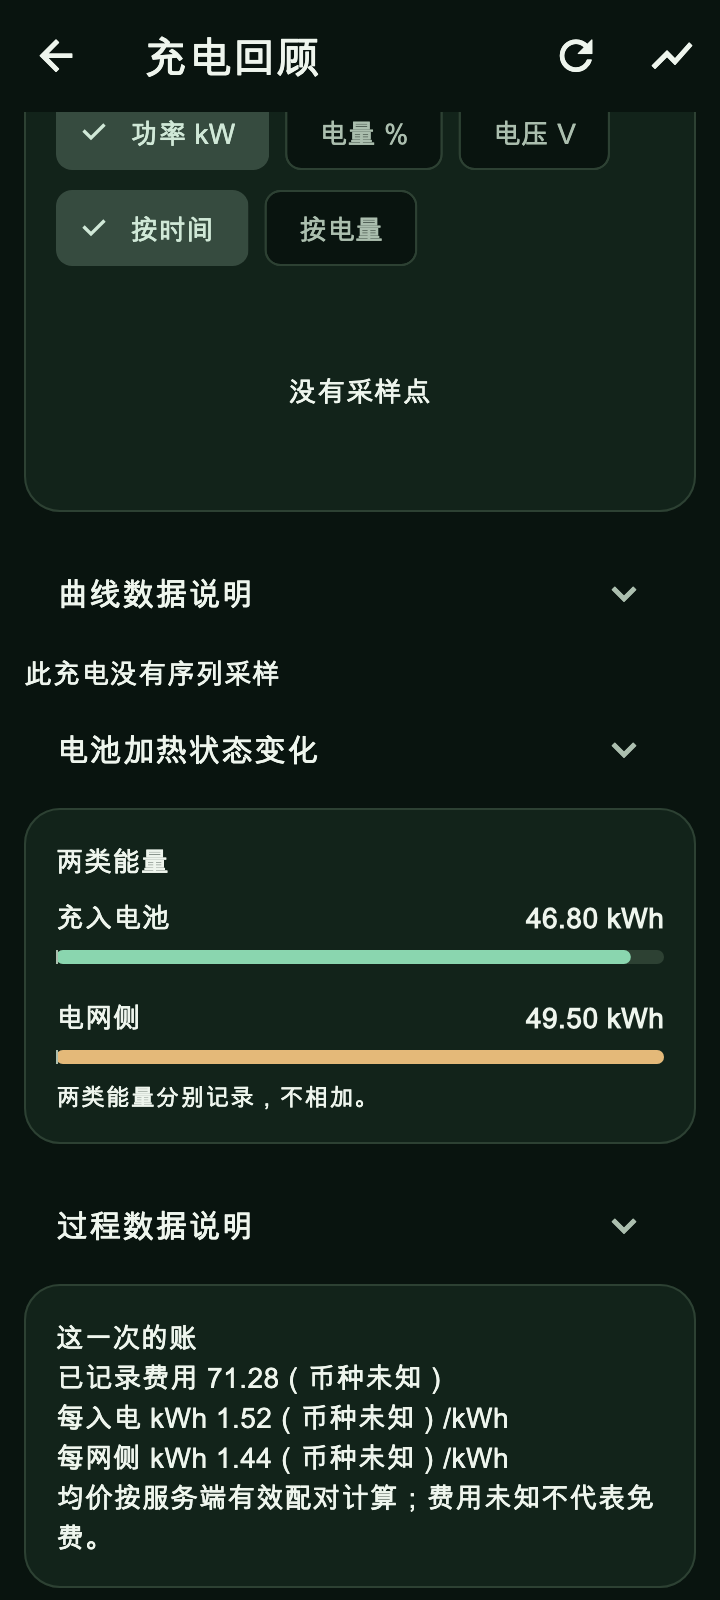 充电回顾
功率 kW
电量 %
电压 V
按时间
按电量
没有采样点
曲线数据说明
此充电没有序列采样
电池加热状态变化
两类能量
充入电池 46.80 kWh
电网侧 49.50 kWh
两类能量分别记录，不相加。
过程数据说明
这一次的账
已记录费用 71.28（币种未知）
每入电 kWh 1.52（币种未知）/kWh
每网侧 kWh 1.44（币种未知）/kWh
均价按服务端有效配对计算；费用未知不代表免
费。